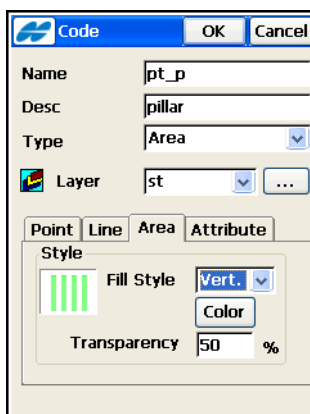 Code OK Cancel
Name pt_p
Desc pillar
Type Area
Layer st ...
Point Line Area Attribute
Style
Fill Style Vert.
Color
Transparency 50 %